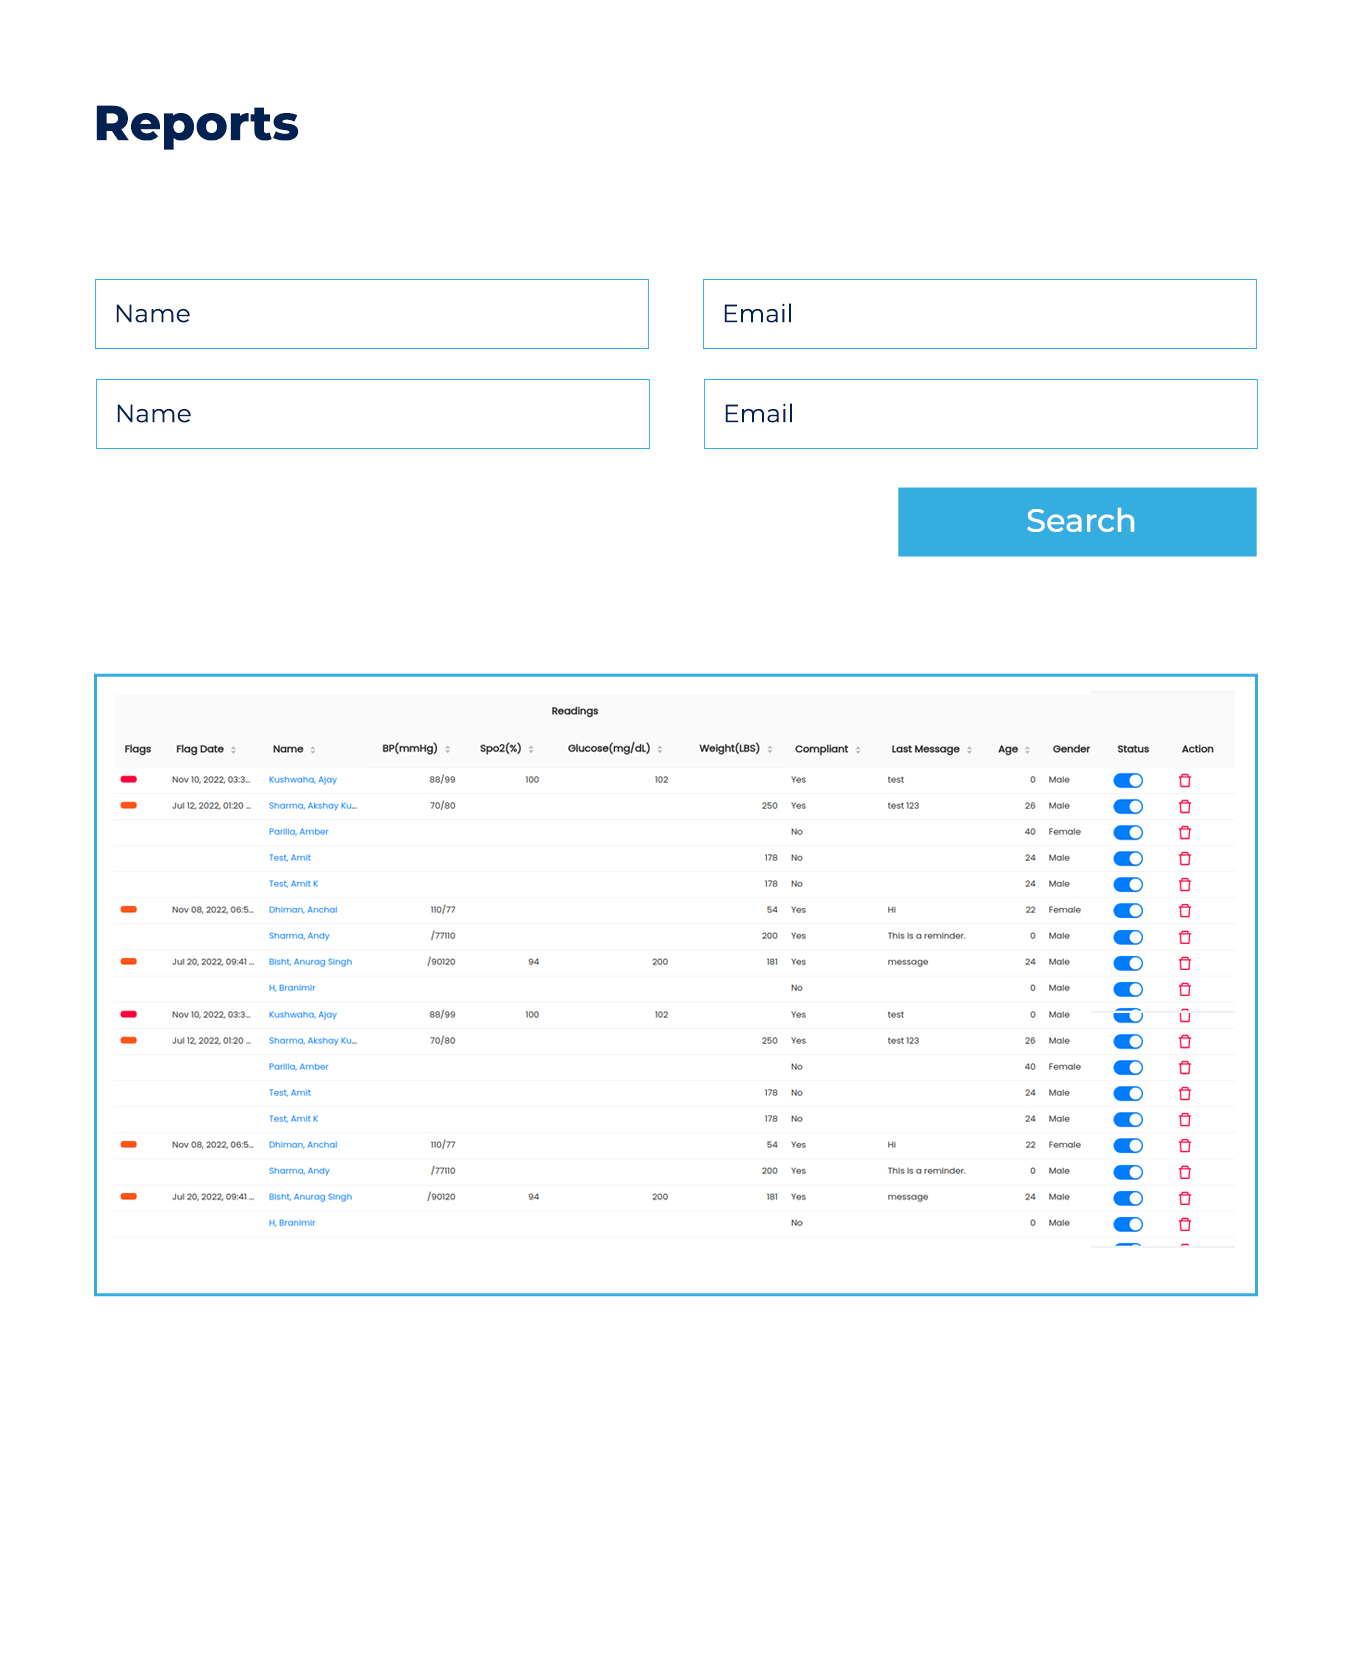 Reports
Name Email
Name Email
Search
Readings
Flags Flag Date Name BP(mmHg) Spo2(%) Glucose(mg/dL) Weight(LBS) Compliant Last Message Age Gender Status Action
Nov 10, 2022, 03:3... Kushwaha, Ajay 88/99 100 102 Yes test 0 Male
Jul 12, 2022, 01:20 ... Sharma, Akshay Ku... 70/80 250 Yes test 123 26 Male
Parilla, Amber No 40 Female
Test, Amit 178 No 24 Male
Test, Amit K 178 No 24 Male
Nov 08, 2022, 06:5... Dhiman, Anchal 110/77 54 Yes Hi 22 Female
Sharma, Andy /77110 200 Yes This is a reminder. 0 Male
Jul 20, 2022, 09:41 ... Bisht, Anurag Singh /90120 94 200 181 Yes message 24 Male
H, Branimir No 0 Male
Nov 10, 2022, 03:3... Kushwaha, Ajay 88/99 100 102 Yes test 0 Male
Jul 12, 2022, 01:20 ... Sharma, Akshay Ku... 70/80 250 Yes test 123 26 Male
Parilla, Amber No 40 Female
Test, Amit 178 No 24 Male
Test, Amit K 178 No 24 Male
Nov 08, 2022, 06:5... Dhiman, Anchal 110/77 54 Yes Hi 22 Female
Sharma, Andy /77110 200 Yes This is a reminder. 0 Male
Jul 20, 2022, 09:41 ... Bisht, Anurag Singh /90120 94 200 181 Yes message 24 Male
H, Branimir No 0 Male